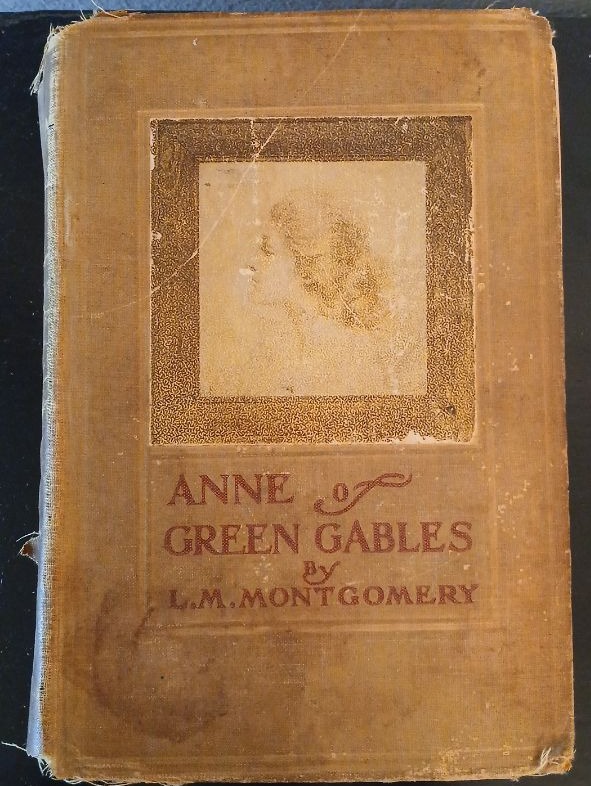 ANNE of
GREEN GABLES
By
L.M.MONTGOMERY